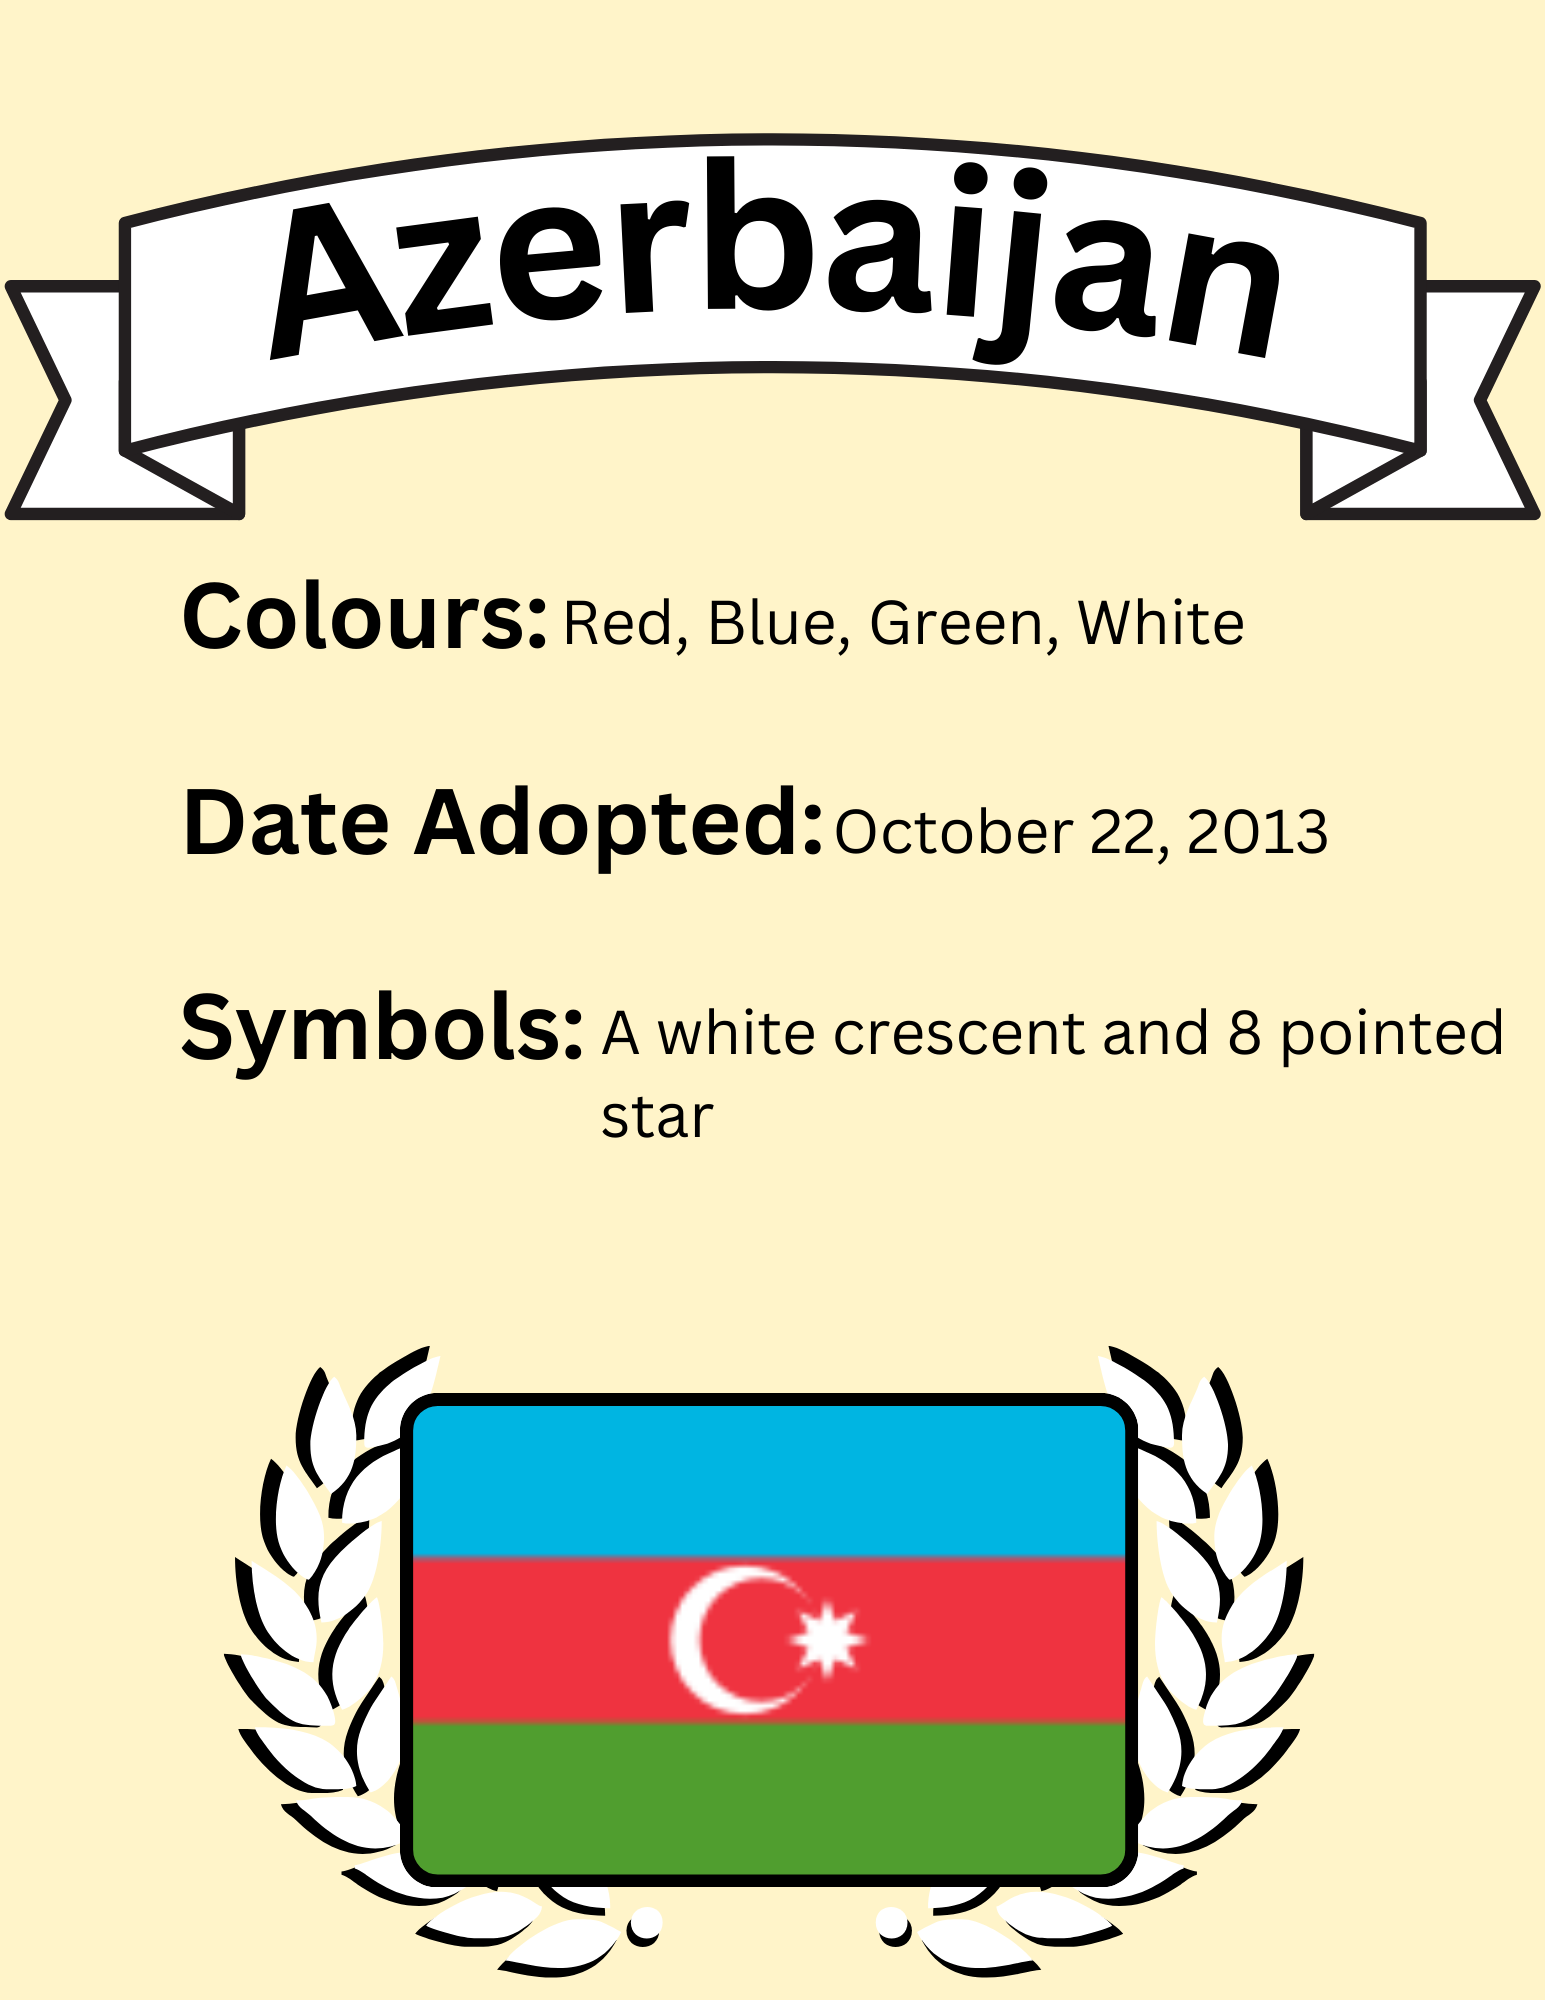 Azerbaijan
Colours: Red, Blue, Green, White
Date Adopted: October 22, 2013
Symbols: A white crescent and 8 pointed
star